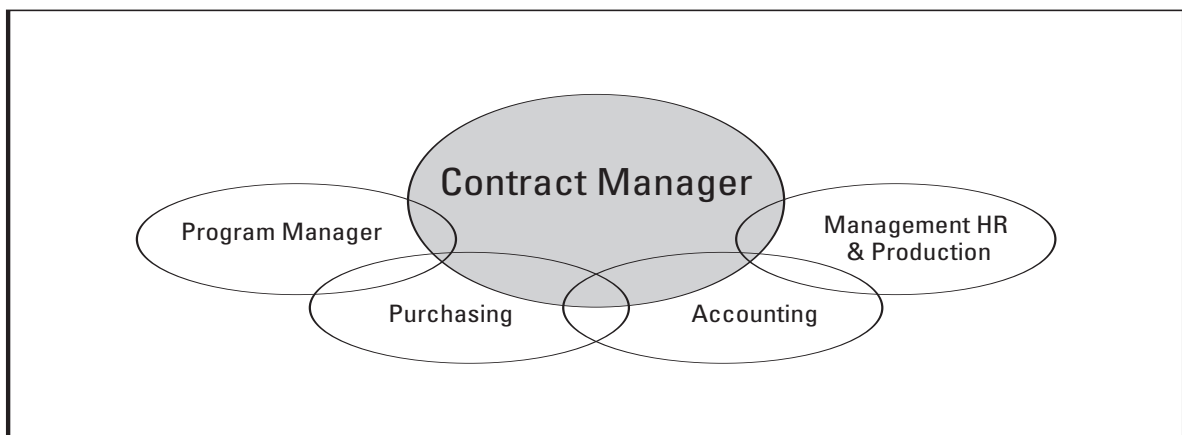 Contract Manager
Program Manager
Management HR
& Production
Purchasing
Accounting